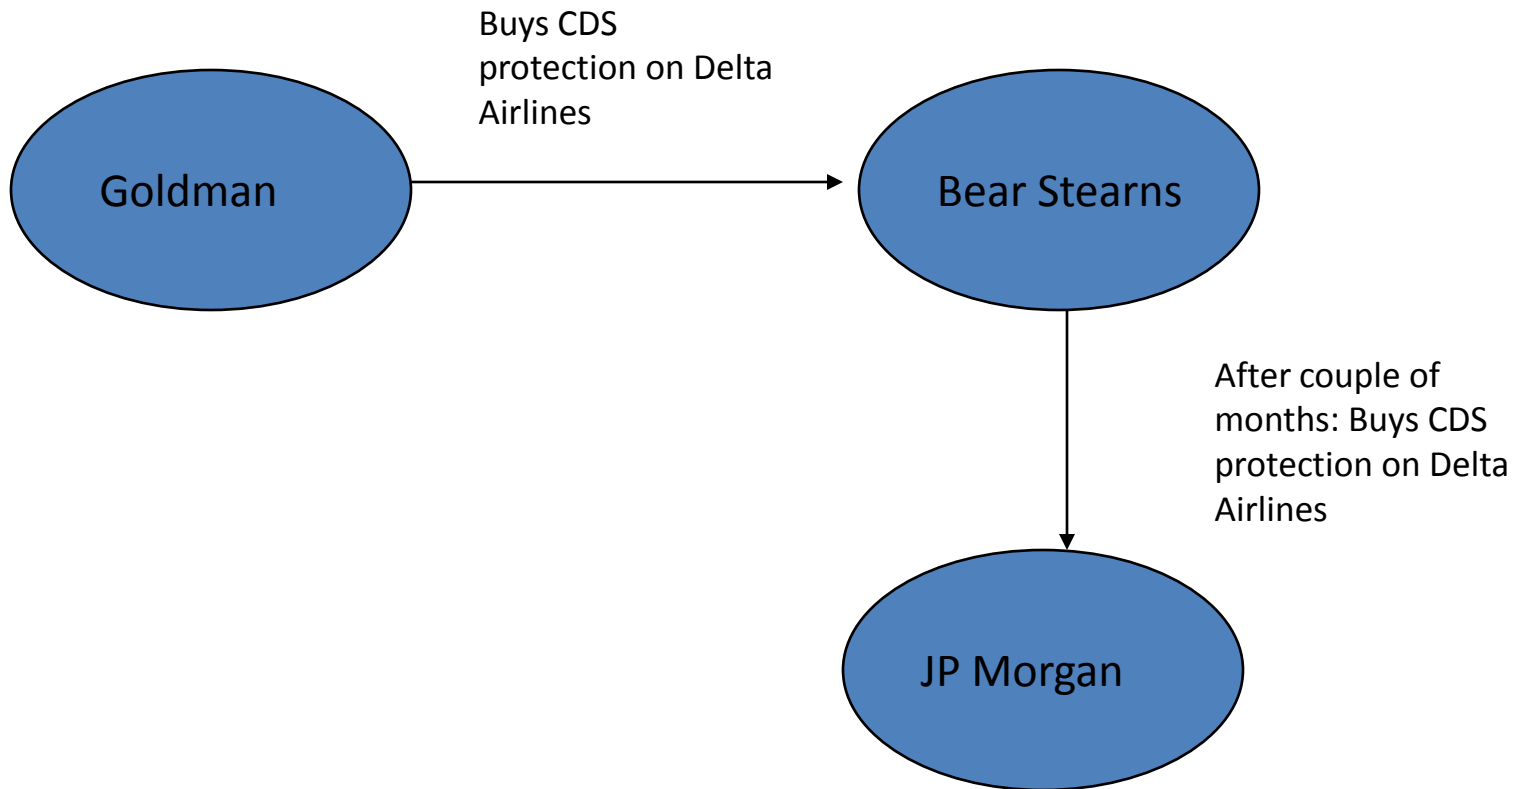 Buys CDS
protection on Delta
Airlines
Goldman
Bear Stearns
After couple of
months: Buys CDS
protection on Delta
Airlines
JP Morgan